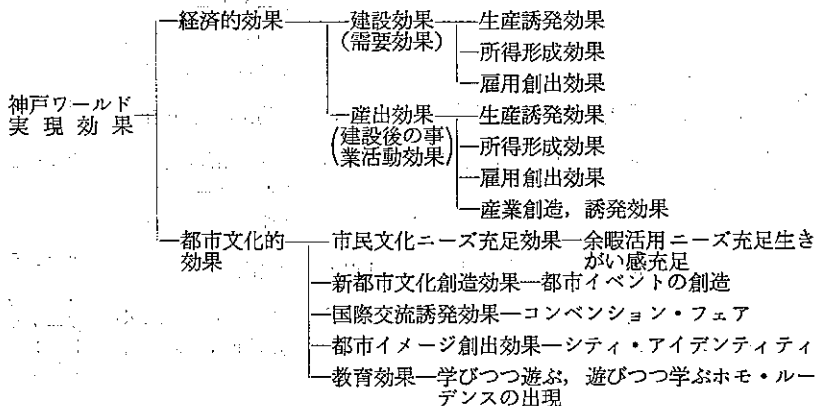 経済的効果 建設効果 生産誘発効果
(需要効果)
所得形成効果
雇用創出効果
神戸ワールド
実現効果
産出効果 生産誘発効果
(建設後の事
業活動効果)
所得形成効果
雇用創出効果
産業創造，誘発効果
都市文化的
効果
市民文化ニーズ充足効果 余暇活用ニーズ充足生き
がい感充足
新都市文化創造効果 都市イベントの創造
国際交流誘発効果 コンベンション・フェア
都市イメージ創出効果 シティ・アイデンティティ
教育効果 学びつつ遊ぶ，遊びつつ学ぶホモ・ルー
デンスの出現